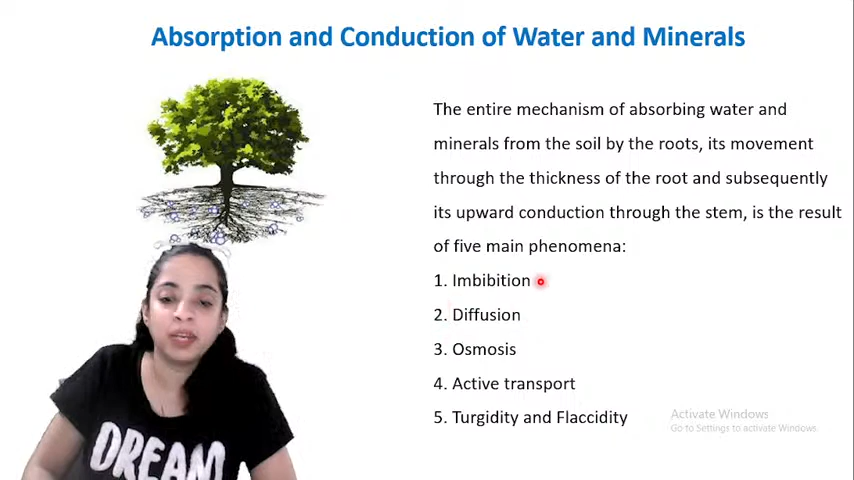 Absorption and Conduction of Water and Minerals
The entire mechanism of absorbing water and
minerals from the soil by the roots, its movement
through the thickness of the root and subsequently
its upward conduction through the stem, is the result
of five main phenomena:
1. Imbibition
2. Diffusion
3. Osmosis
4. Active transport
5. Turgidity and Flaccidity
Activate Windows
Go to Settings to activate Windows.
DREAM